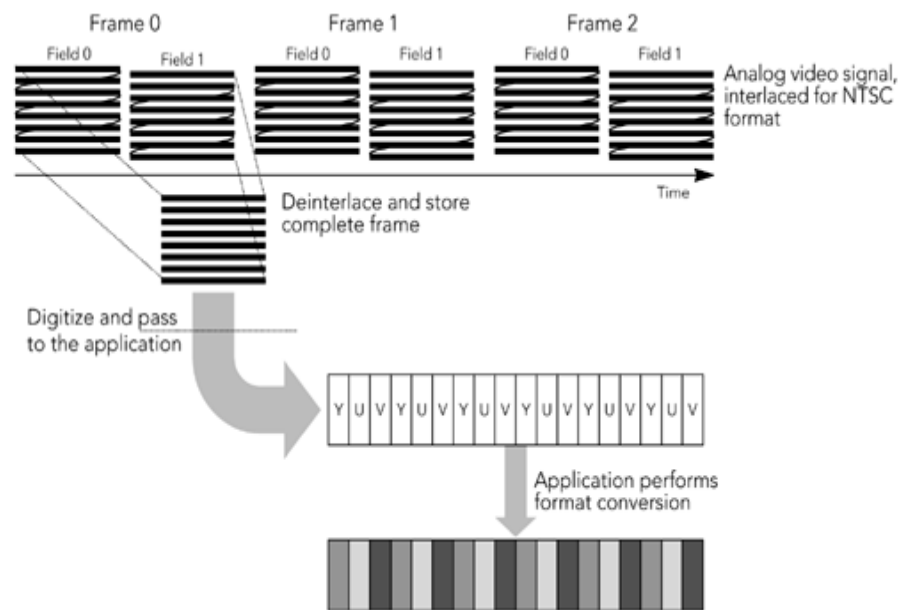 Frame 0 Frame 1 Frame 2
Field 0 Field 1 Field 0 Field 1 Field 0 Field 1
Analog video signal,
interlaced for NTSC
format
Time
Deinterlace and store
complete frame
Digitize and pass
to the application
Y U V Y U V Y U V Y U V Y U V Y U V
Application performs
format conversion